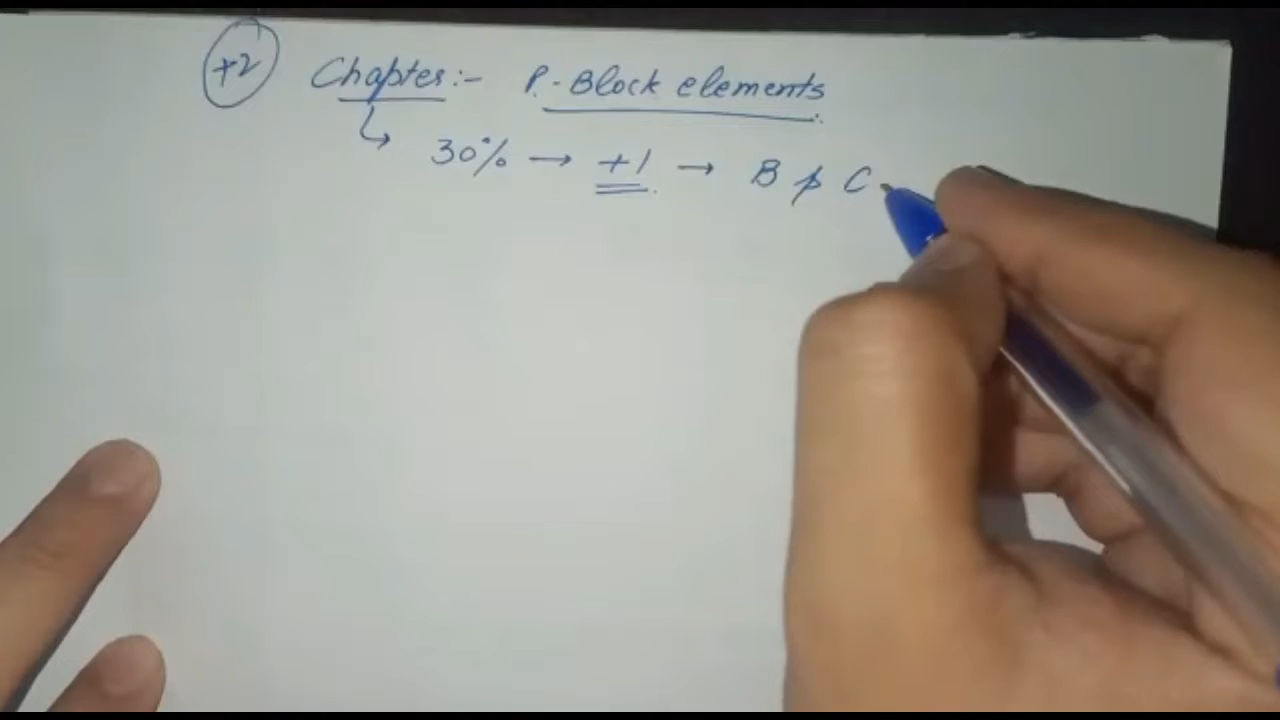 +2 Chapter:- P.-Block elements
↳ 30% → +1 → B & C